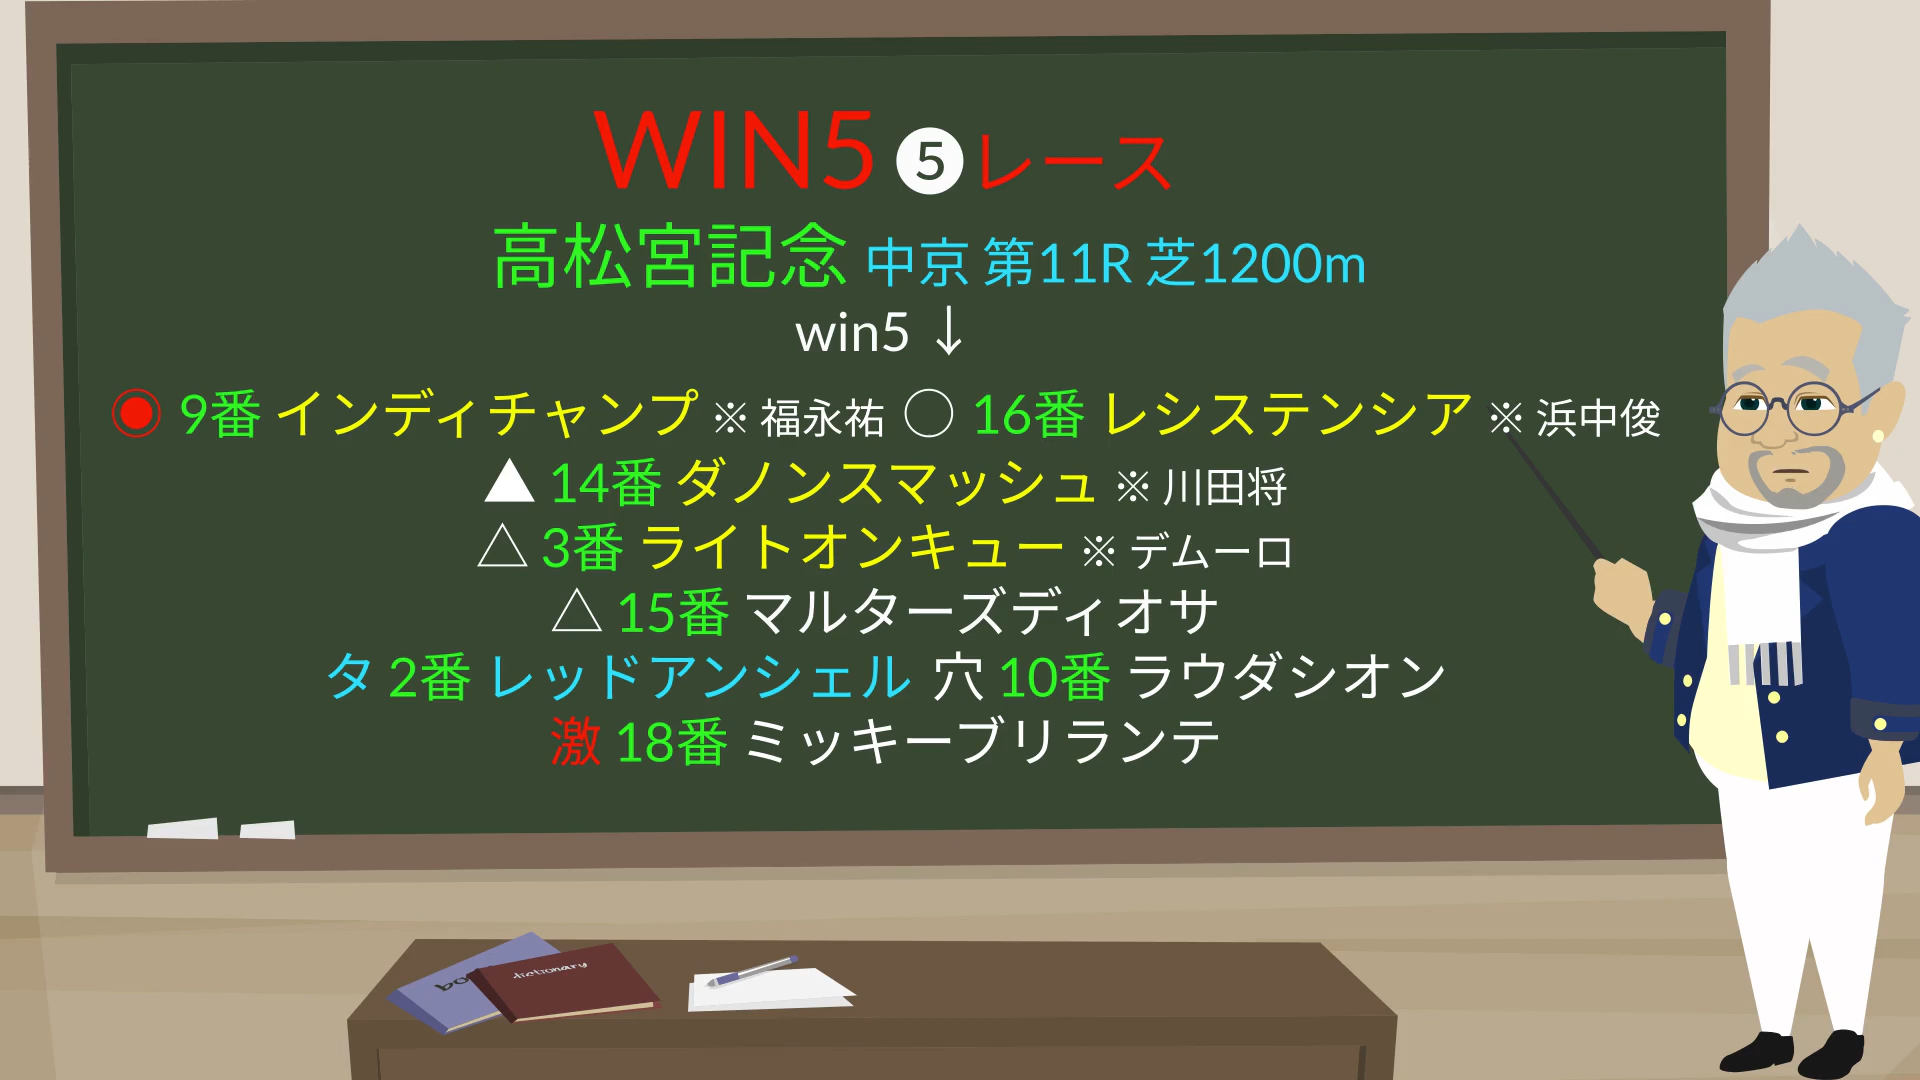 WIN5 ❺レース
高松宮記念 中京 第11R 芝1200m
win5 ↓
◉ 9番 インディチャンプ ※ 福永祐 ◯ 16番 レシステンシア ※ 浜中俊
▲ 14番 ダノンスマッシュ ※ 川田将
△ 3番 ライトオンキュー ※ デムーロ
△ 15番 マルターズディオサ
タ 2番 レッドアンシェル 穴 10番 ラウダシオン
激 18番 ミッキーブリランテ
dictionary